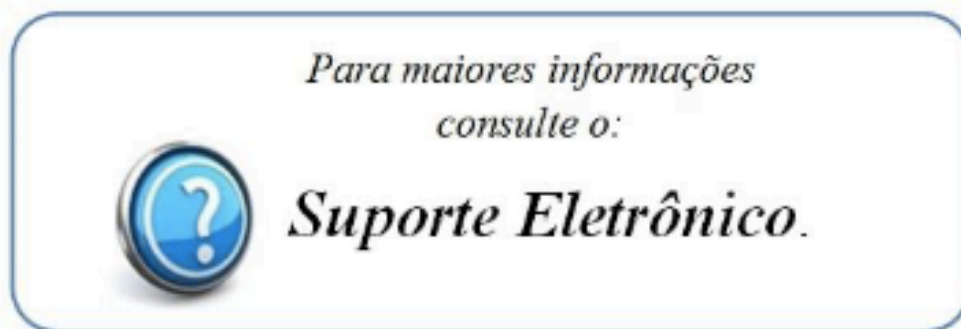 Para maiores informações
consulte o:
Suporte Eletrônico.